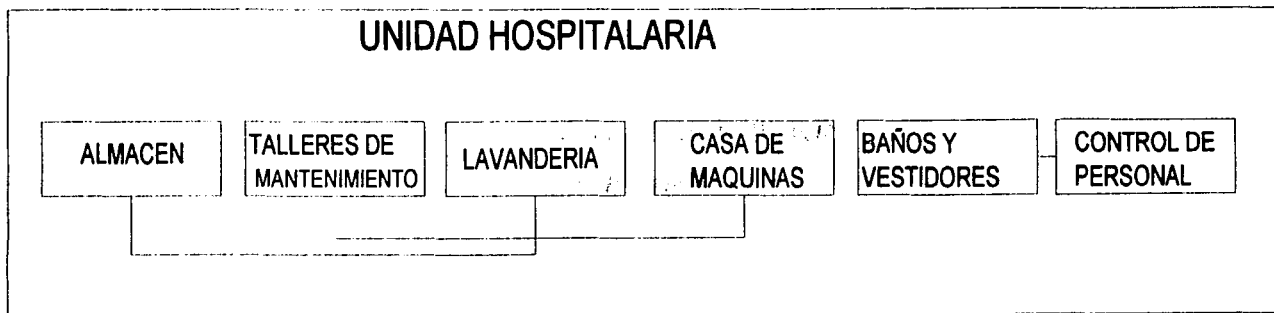 UNIDAD HOSPITALARIA
ALMACEN
TALLERES DE
MANTENIMIENTO
LAVANDERIA
CASA DE
MAQUINAS
BAÑOS Y
VESTIDORES
CONTROL DE
PERSONAL